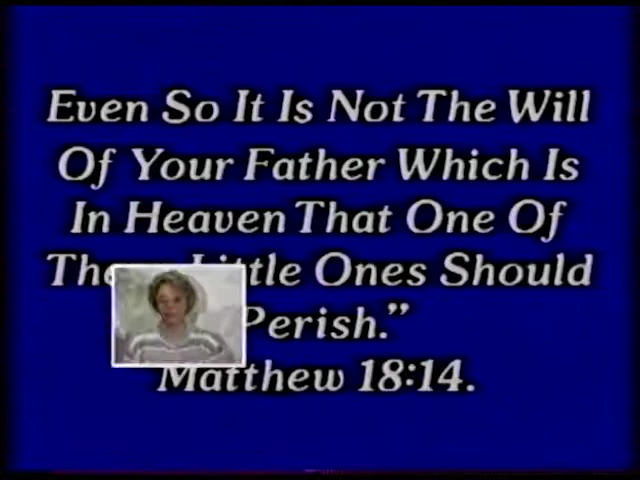 Even So It Is Not The Will
Of Your Father Which Is
In Heaven That One Of
Little Ones Should
Perish."
Matthew 18:14.